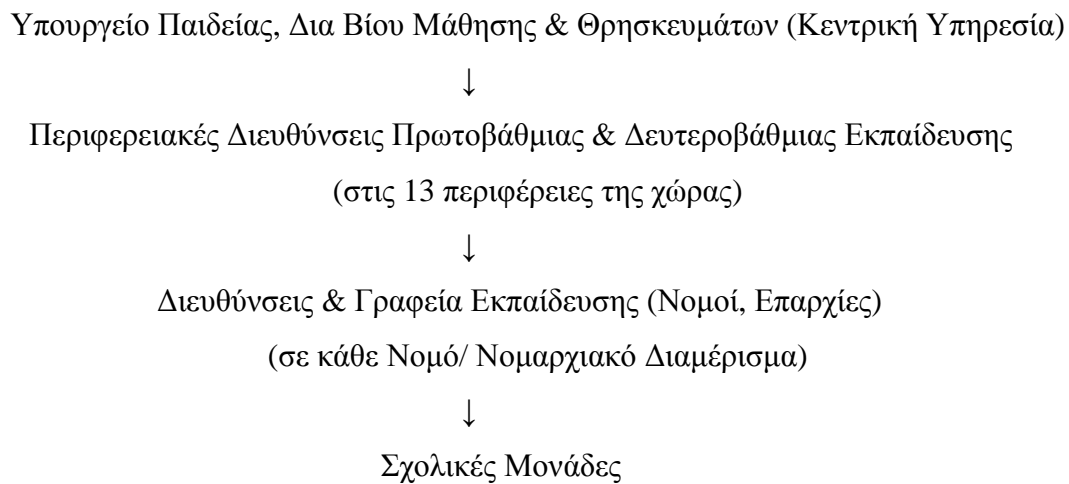 Υπουργείο Παιδείας, Δια Βίου Μάθησης & Θρησκευμάτων (Κεντρική Υπηρεσία)
↓
Περιφερειακές Διευθύνσεις Πρωτοβάθμιας & Δευτεροβάθμιας Εκπαίδευσης
(στις 13 περιφέρειες της χώρας)
↓
Διευθύνσεις & Γραφεία Εκπαίδευσης (Νομοί, Επαρχίες)
(σε κάθε Νομό/ Νομαρχιακό Διαμέρισμα)
↓
Σχολικές Μονάδες